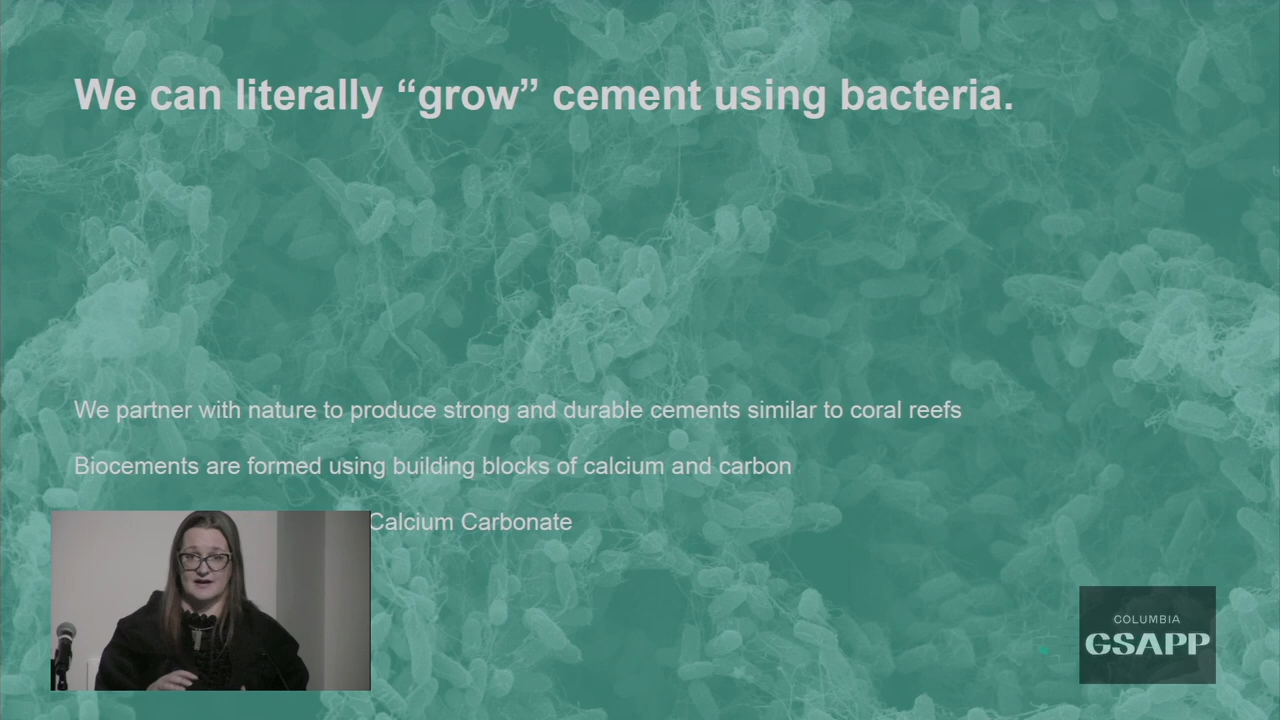 We can literally “grow” cement using bacteria.
We partner with nature to produce strong and durable cements similar to coral reefs
Biocements are formed using building blocks of calcium and carbon
Calcium Carbonate
COLUMBIA
GSAPP